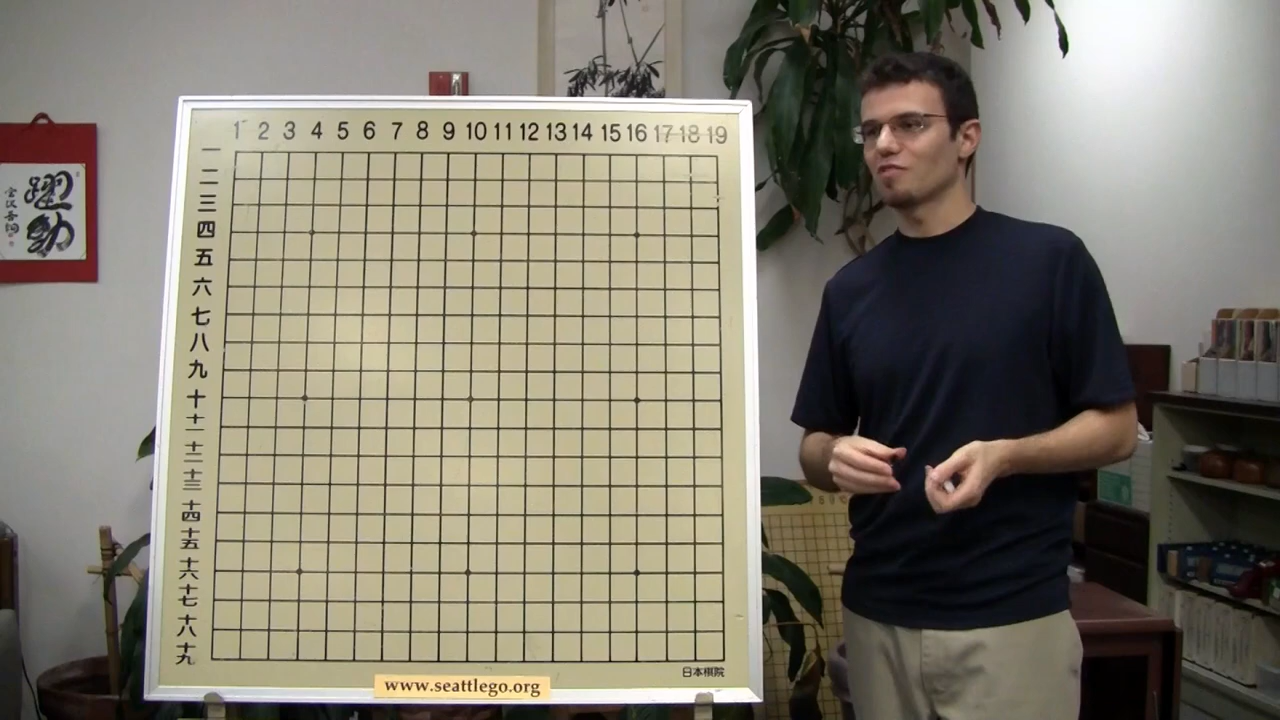 1 2 3 4 5 6 7 8 9 10 11 12 13 14 15 16 17 18 19
一
二
三
四
五
六
七
八
九
十
十一
十二
十三
十四
十五
十六
十七
十八
十九
日本棋院
www.seattlego.org
躍動